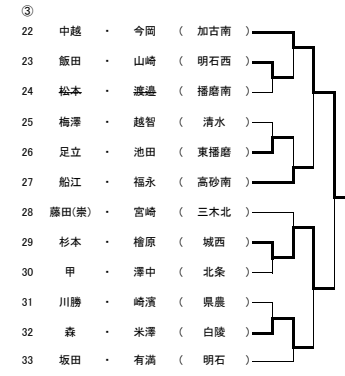 ③
22 中越 ・ 今岡 （ 加古南 ）
23 飯田 ・ 山崎 （ 明石西 ）
24 松本 ・ 渡邉 （ 播磨南 ）
25 梅澤 ・ 越智 （ 清水 ）
26 足立 ・ 池田 （ 東播磨 ）
27 船江 ・ 福永 （ 高砂南 ）
28 藤田(崇) ・ 宮崎 （ 三木北 ）
29 杉本 ・ 檜原 （ 城西 ）
30 甲 ・ 澤中 （ 北条 ）
31 川勝 ・ 崎濱 （ 県農 ）
32 森 ・ 米澤 （ 白陵 ）
33 坂田 ・ 有満 （ 明石 ）